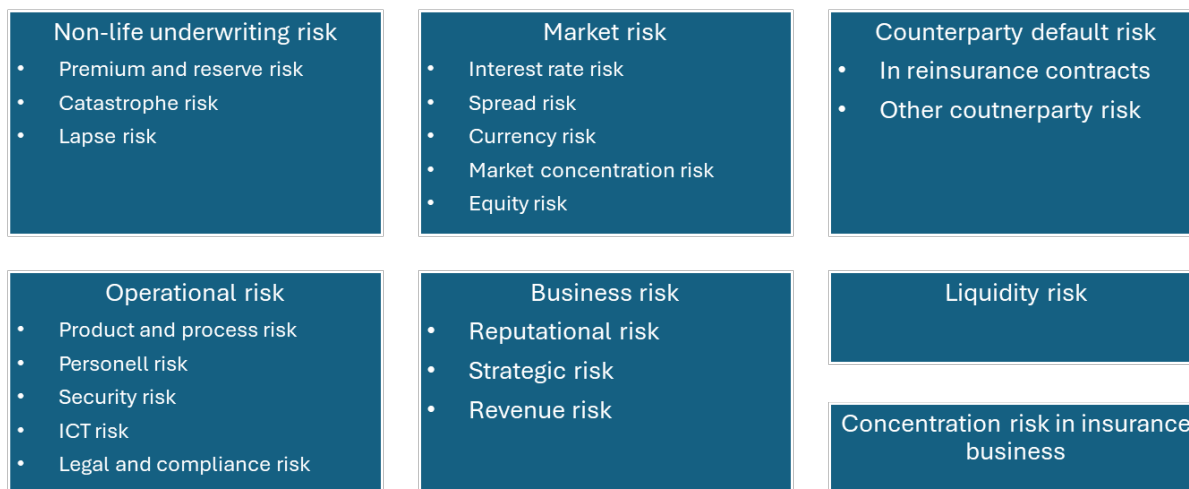 Non-life underwriting risk
• Premium and reserve risk
• Catastrophe risk
• Lapse risk
Market risk
• Interest rate risk
• Spread risk
• Currency risk
• Market concentration risk
• Equity risk
Counterparty default risk
• In reinsurance contracts
• Other coutnerparty risk
Operational risk
• Product and process risk
• Personell risk
• Security risk
• ICT risk
• Legal and compliance risk
Business risk
• Reputational risk
• Strategic risk
• Revenue risk
Liquidity risk
Concentration risk in insurance
business